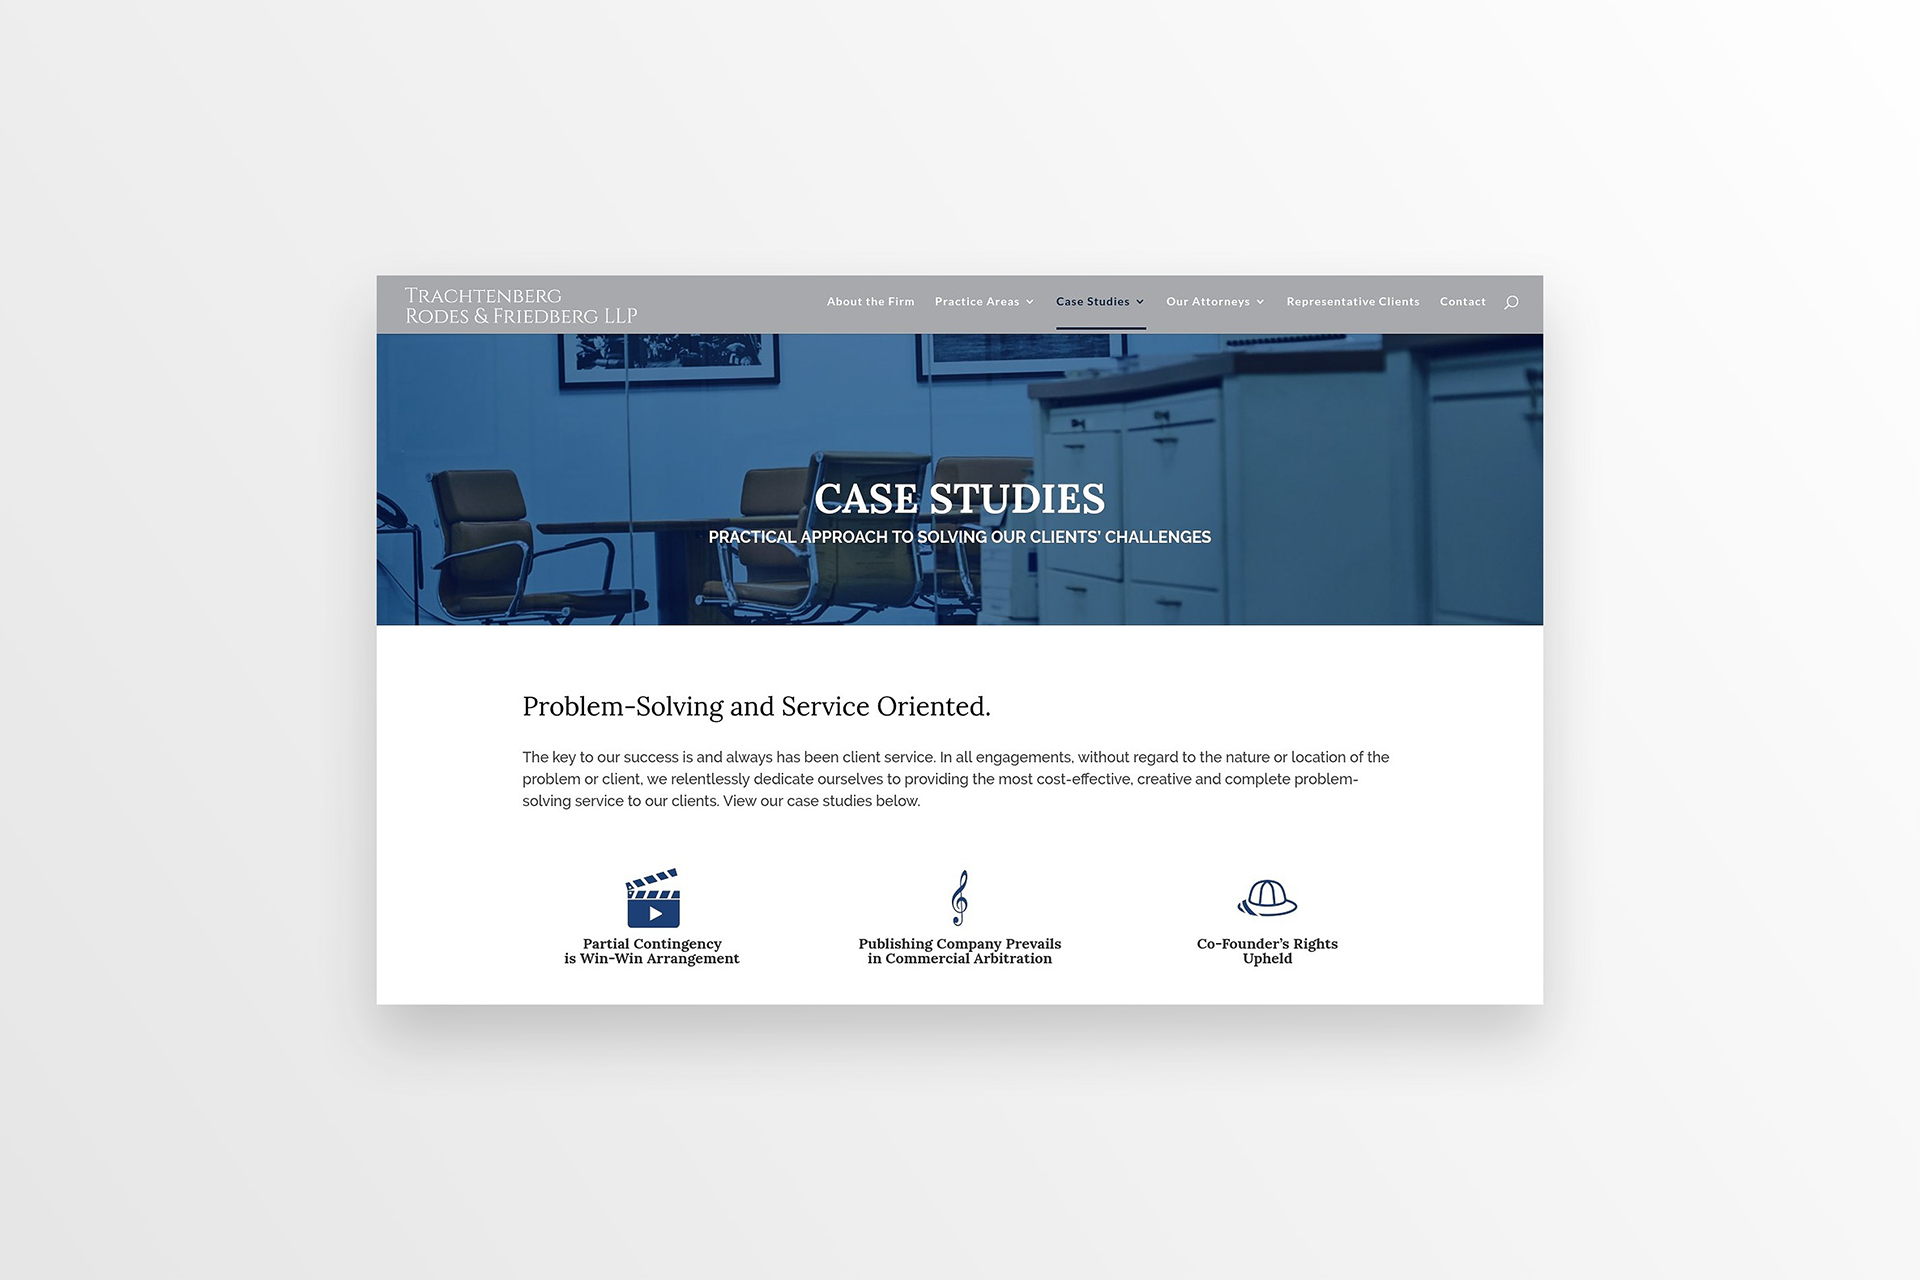 TRACHTENBERG
RODES & FRIEDBERG LLP
About the Firm
Practice Areas
Case Studies
Our Attorneys
Representative Clients
Contact
CASE STUDIES
PRACTICAL APPROACH TO SOLVING OUR CLIENTS' CHALLENGES
Problem-Solving and Service Oriented.
The key to our success is and always has been client service. In all engagements, without regard to the nature or location of the
problem or client, we relentlessly dedicate ourselves to providing the most cost-effective, creative and complete problem-
solving service to our clients. View our case studies below.
Partial Contingency
is Win-Win Arrangement
Publishing Company Prevails
in Commercial Arbitration
Co-Founder’s Rights
Upheld